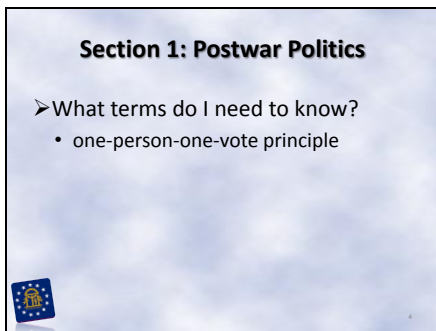 Section 1: Postwar Politics
➢What terms do I need to know?
• one-person-one-vote principle
4